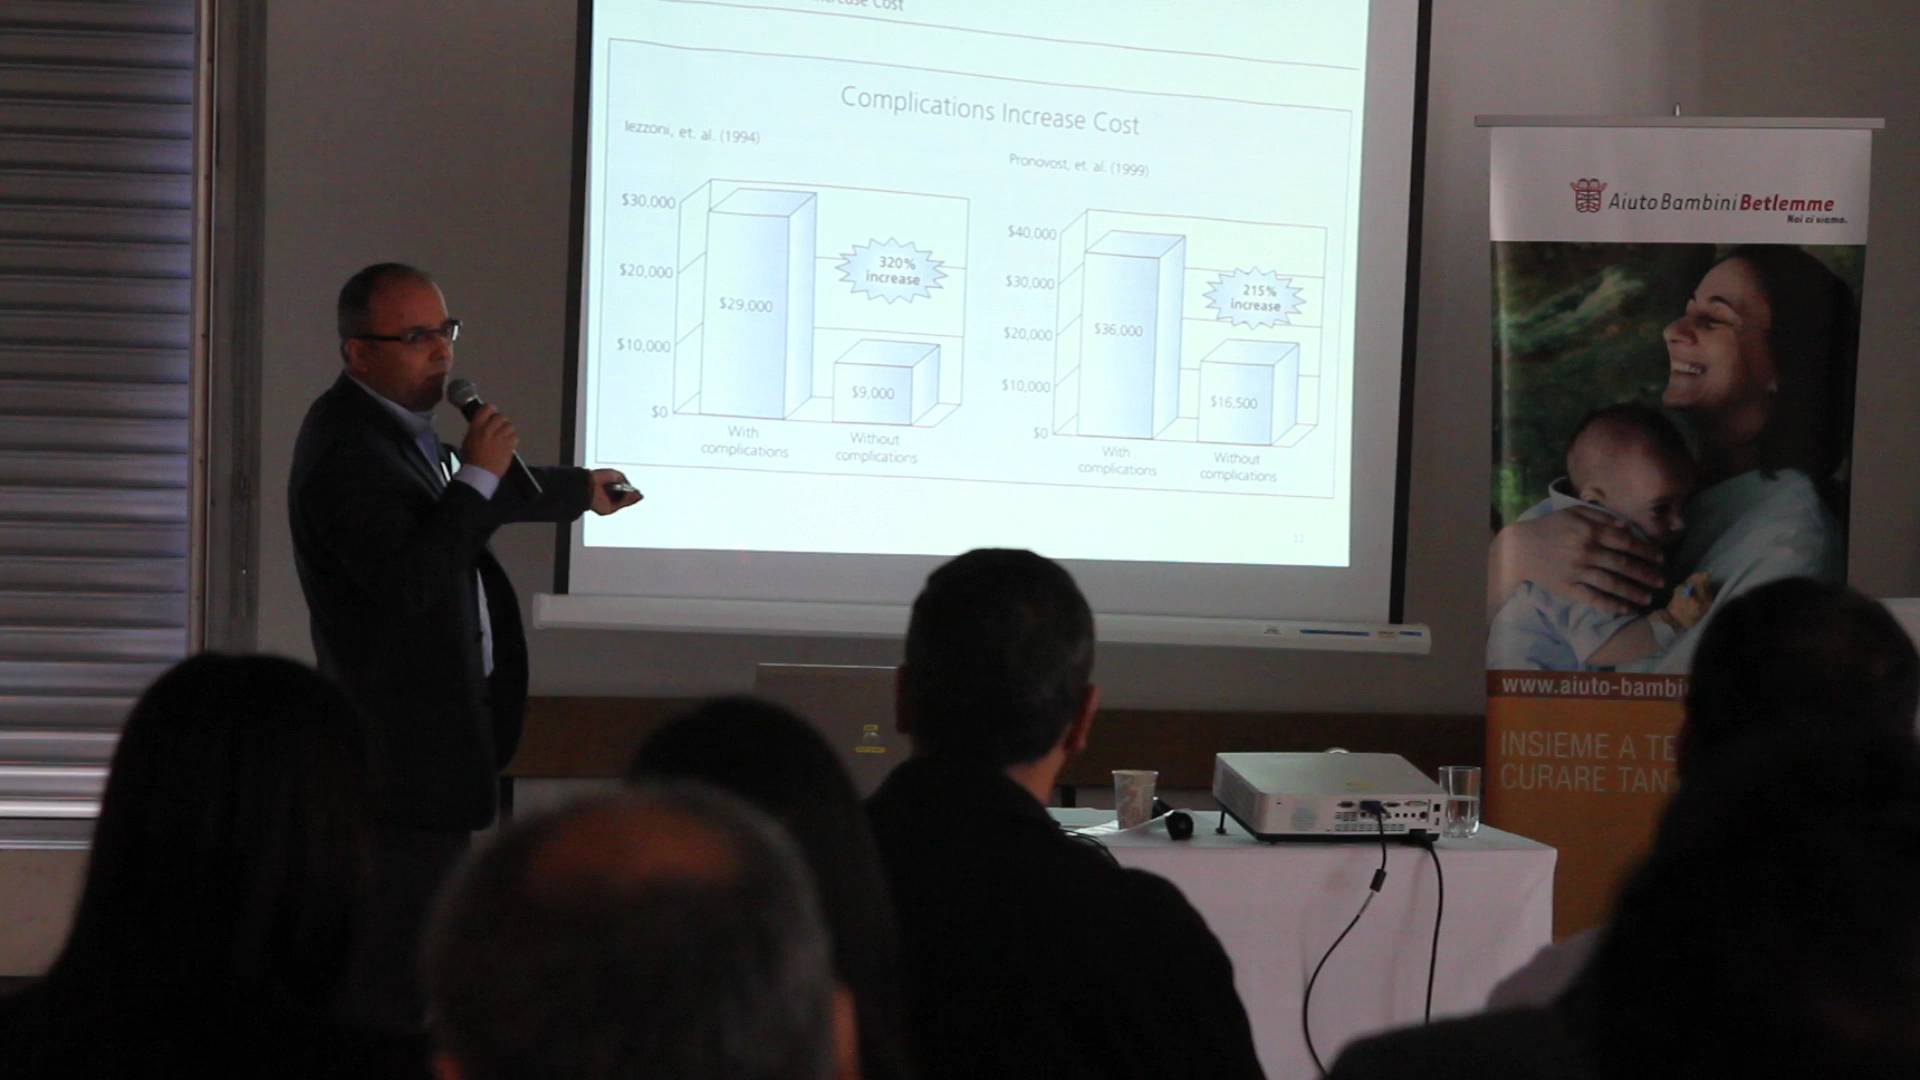 Increase Cost
Complications Increase Cost
Iezzoni, et. al. (1994)
$30,000
$20,000
$10,000
$0
$29,000
320%
increase
$9,000
With
complications
Without
complications
Pronovost, et. al. (1999)
$40,000
$30,000
$20,000
$10,000
$0
$36,000
215%
increase
$16,500
With
complications
Without
complications
Aiuto Bambini Betlemme
Noi ci siamo.
www.aiuto-bambi
INSIEME A TE
CURARE TAN